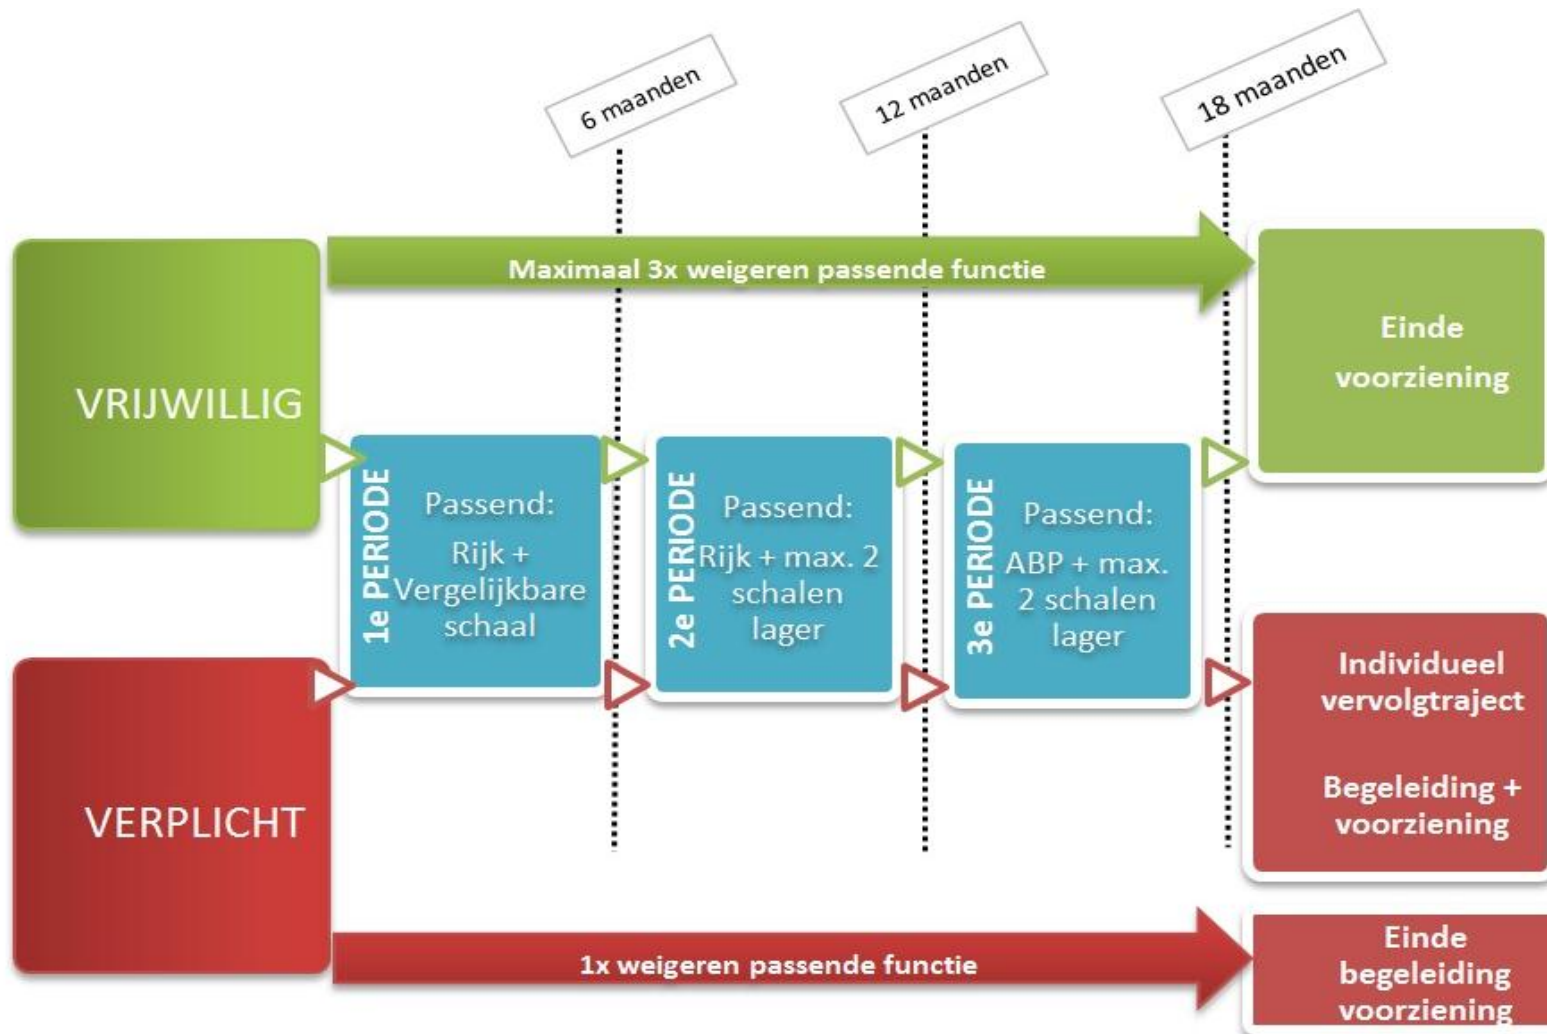 6 maanden
12 maanden
18 maanden
Maximaal 3x weigeren passende functie
VRIJWILLIG
Einde
voorziening
1e PERIODE
Passend:
Rijk +
Vergelijkbare
schaal
2e PERIODE
Passend:
Rijk + max. 2
schalen
lager
3e PERIODE
Passend:
ABP + max.
2 schalen
lager
VERPLICHT
Individueel
vervolgtraject
Begeleiding +
voorziening
1x weigeren passende functie
Einde
begeleiding
voorziening